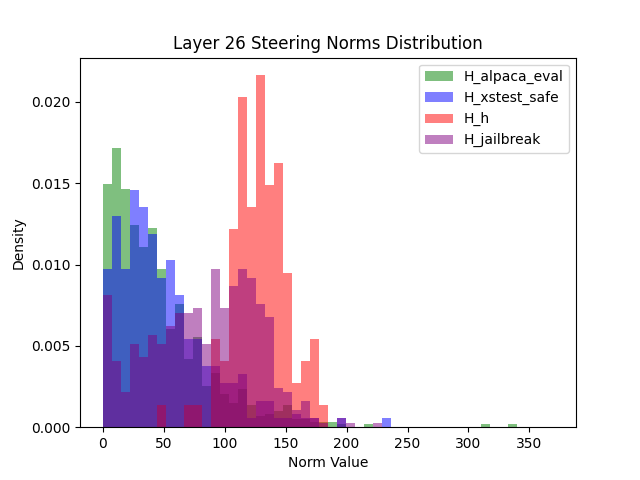 Layer 26 Steering Norms Distribution
H_alpaca_eval
H_xstest_safe
H_h
H_jailbreak
Density
0.020
0.015
0.010
0.005
0.000
0 50 100 150 200 250 300 350
Norm Value